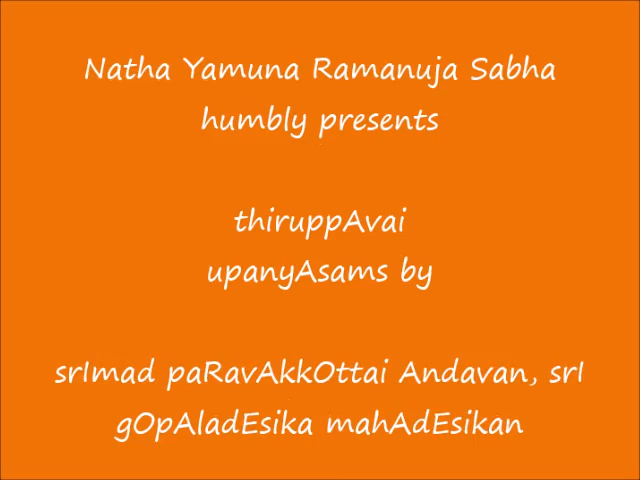 Natha Yamuna Ramanuja Sabha
humbly presents
thiruppAvai
upanyAsams by
srImad paRavAkkOttai Andavan, srI
gOpAladEsika mahAdEsikan